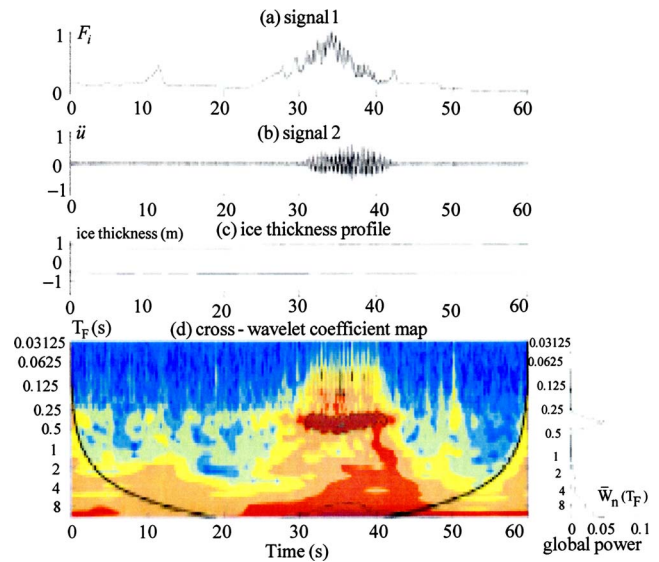 (a) signal 1
F_i
1
0
0 10 20 30 40 50 60
(b) signal 2
ü
1
0
−1
0 10 20 30 40 50 60
(c) ice thickness profile
ice thickness (m)
1
0
−1
0 10 20 30 40 50 60
T_F (s)
(d) cross - wavelet coefficient map
0.03125
0.0625
0.125
0.25
0.5
1
2
4
8
0 10 20 30 40 50 60
Time (s)
0.03125
0.0625
0.125
0.25
0.5
1
2
4
8
W̄_n (T_F)
0 0.05 0.1
global power